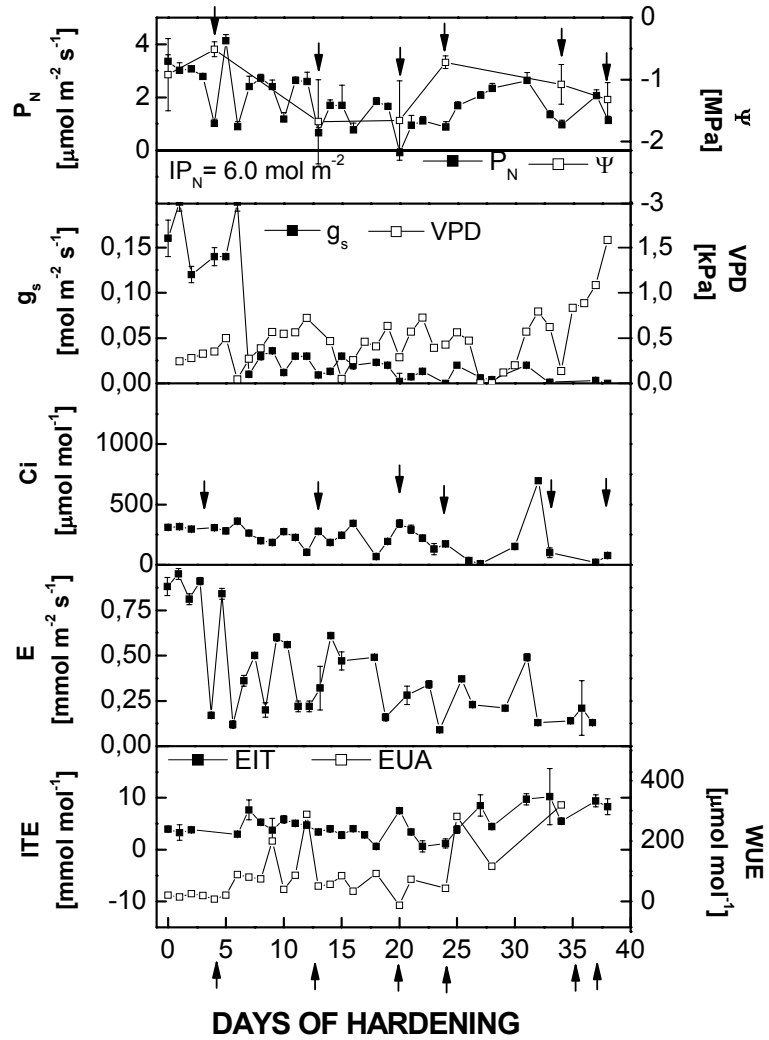 P_N
[μmol m⁻² s⁻¹]
4
2
0
0
-1
-2
-3
Ψ
[MPa]
IP_N= 6.0 mol m⁻²
P_N
Ψ
g_s
[mol m⁻² s⁻¹]
0,15
0,10
0,05
0,00
g_s
VPD
1,5
1,0
0,5
0,0
VPD
[kPa]
Ci
[μmol mol⁻¹]
1000
500
0
E
[mmol m⁻² s⁻¹]
0,75
0,50
0,25
0,00
EIT
EUA
ITE
[mmol mol⁻¹]
10
0
-10
400
200
0
WUE
[μmol mol⁻¹]
0 5 10 15 20 25 30 35 40
DAYS OF HARDENING